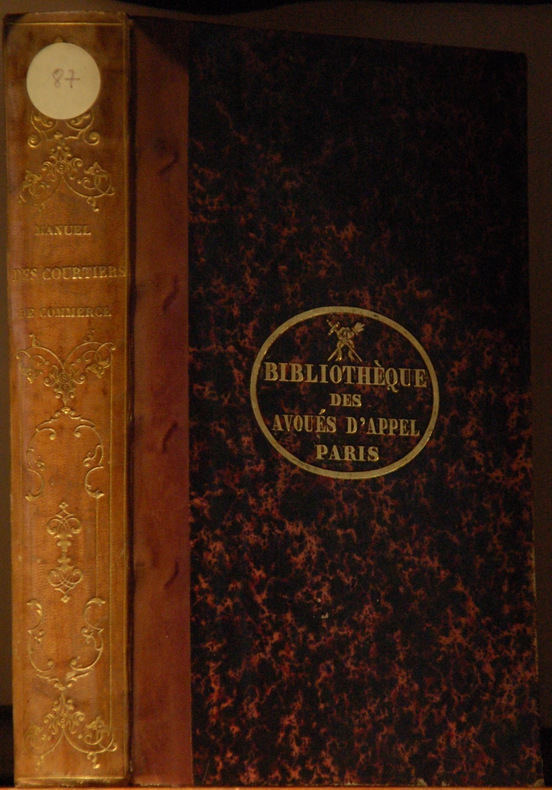 87
MANUEL
DES COURTIERS
DE COMMERCE
BIBLIOTHÈQUE
DES
AVOUÉS D'APPEL
PARIS